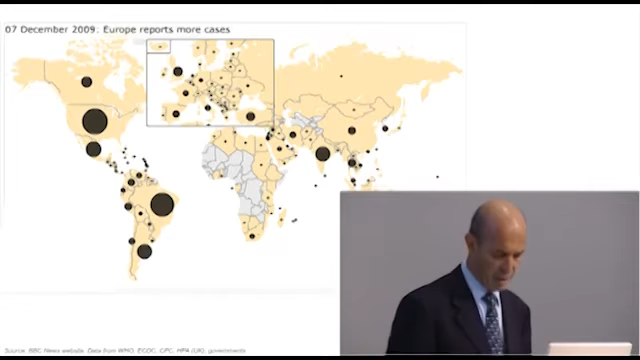 07 December 2009: Europe reports more cases
Source: BBC News website. Data from WHO, ECDC, CPC, HPA (UK), governments